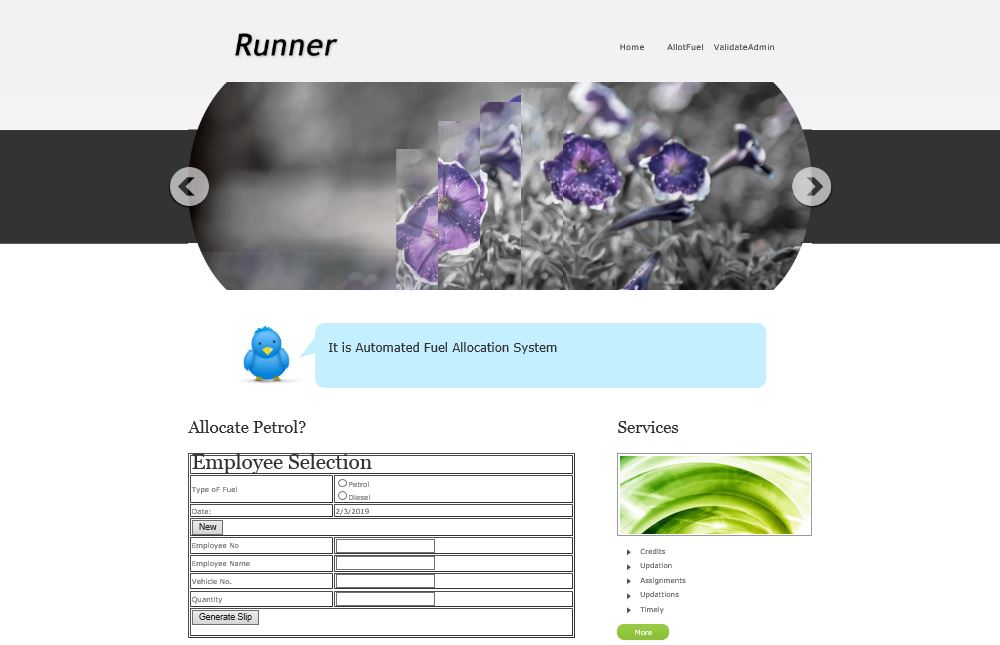 Runner
Home AllotFuel ValidateAdmin
It is Automated Fuel Allocation System
Allocate Petrol?
Employee Selection
Type oF Fuel
Petrol
Diesel
Date: 2/3/2019
New
Employee No
Employee Name
Vehicle No.
Quantity
Generate Slip
Services
Credits
Updation
Assignments
Updattions
Timely
More